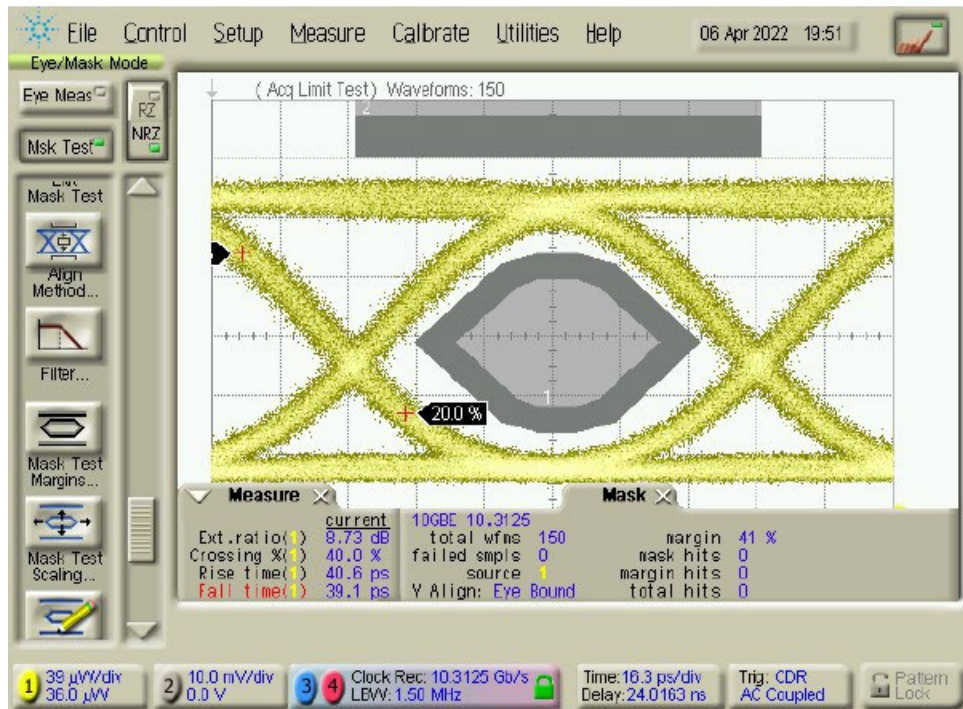 File Control Setup Measure Calibrate Utilities Help 06 Apr 2022 19:51
Eye/Mask Mode
Eye Meas
RZ
NRZ
Msk Test
( Acq Limit Test) Waveforms: 150
2
Mask Test
Align
Method...
Filter...
Mask Test
Margins...
Mask Test
Scaling...
1
20.0 %
Measure
current
Ext.ratio(1) 8.73 dB
Crossing %(1) 40.0 %
Rise time(1) 40.6 ps
Fall time(1) 39.1 ps
Mask
10GBE 10.3125
total wfms 150 margin 41 %
failed smpls 0 mask hits 0
source 1 margin hits 0
Y Align: Eye Bound total hits 0
1 39 µW/div
36.0 µW
2 10.0 mV/div
0.0 V
3 4 Clock Rec: 10.3125 Gb/s
LBW: 1.50 MHz
Time:16.3 ps/div
Delay:24.0163 ns
Trig: CDR
AC Coupled
Pattern
Lock